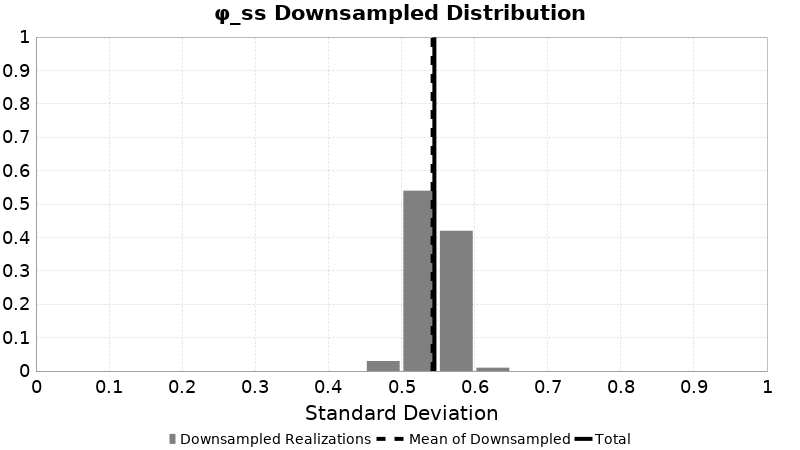 φ_ss Downsampled Distribution
1
0.9
0.8
0.7
0.6
0.5
0.4
0.3
0.2
0.1
0
0 0.1 0.2 0.3 0.4 0.5 0.6 0.7 0.8 0.9 1
Standard Deviation
Downsampled Realizations Mean of Downsampled Total